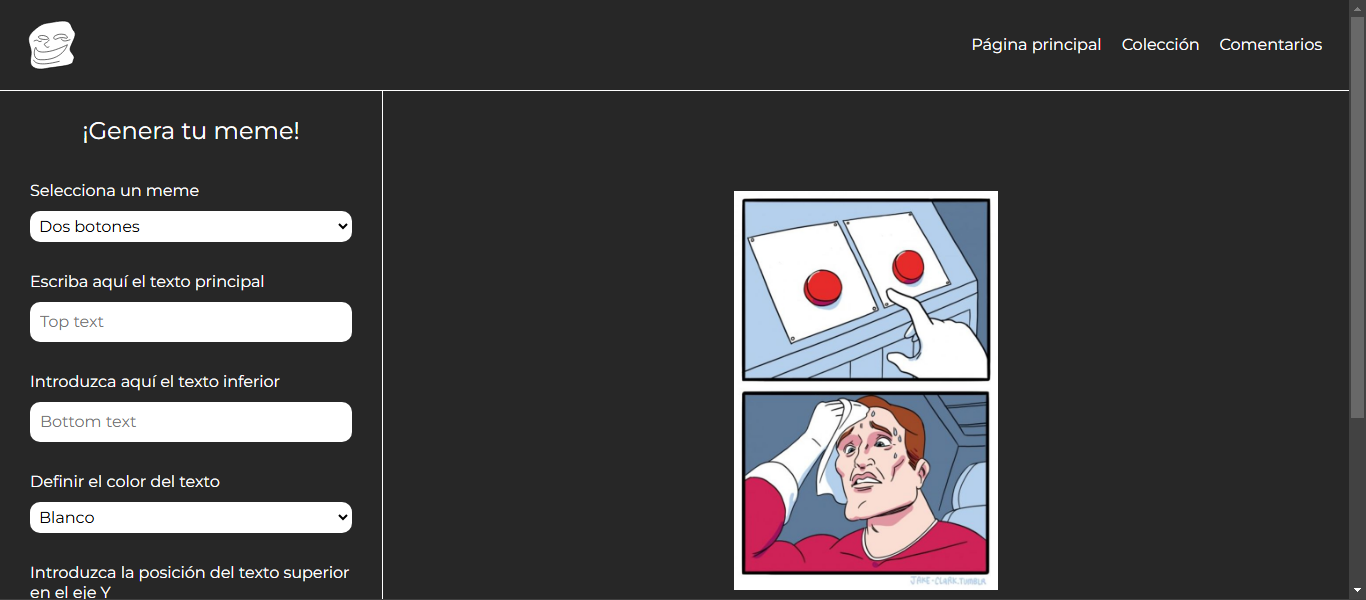 Página principal Colección Comentarios
¡Genera tu meme!
Selecciona un meme
Dos botones
Escriba aquí el texto principal
Top text
Introduzca aquí el texto inferior
Bottom text
Definir el color del texto
Blanco
Introduzca la posición del texto superior
en el eje Y
JAKE-CLARK.TUMBLR